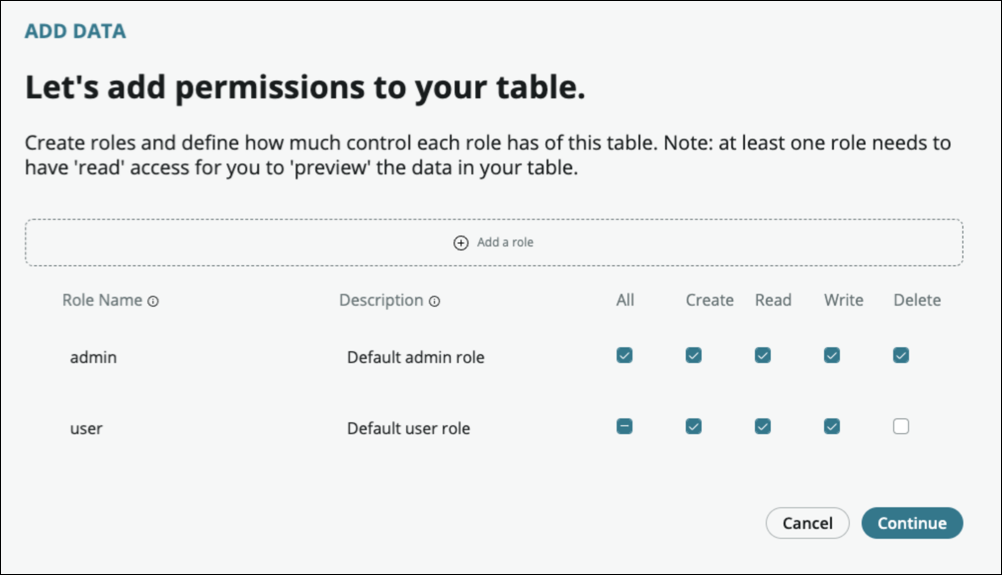 ADD DATA
Let's add permissions to your table.
Create roles and define how much control each role has of this table. Note: at least one role needs to
have 'read' access for you to 'preview' the data in your table.
Add a role
Role Name Description All Create Read Write Delete
admin Default admin role
user Default user role
Cancel Continue